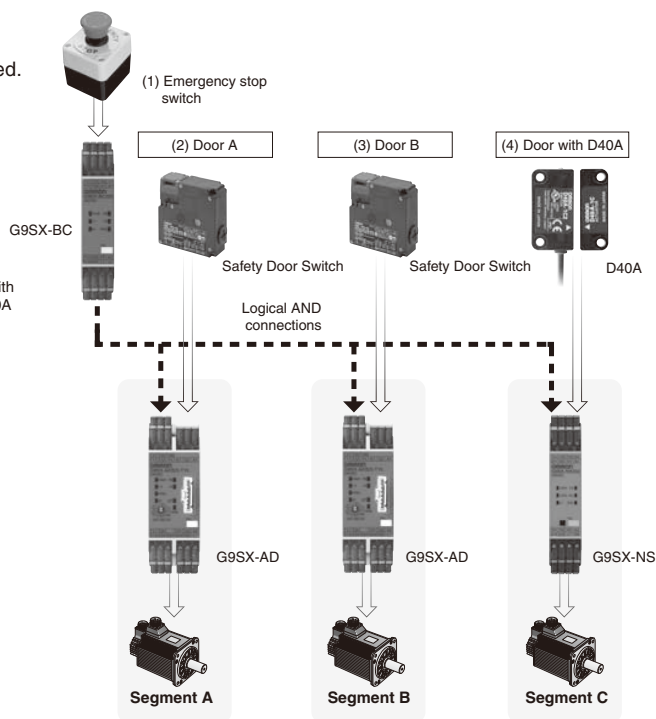 ed.
(1) Emergency stop
switch
(2) Door A
(3) Door B
(4) Door with D40A
G9SX-BC
Safety Door Switch
Safety Door Switch
D40A
ith
0A
Logical AND
connections
G9SX-AD
G9SX-AD
G9SX-NS
Segment A
Segment B
Segment C